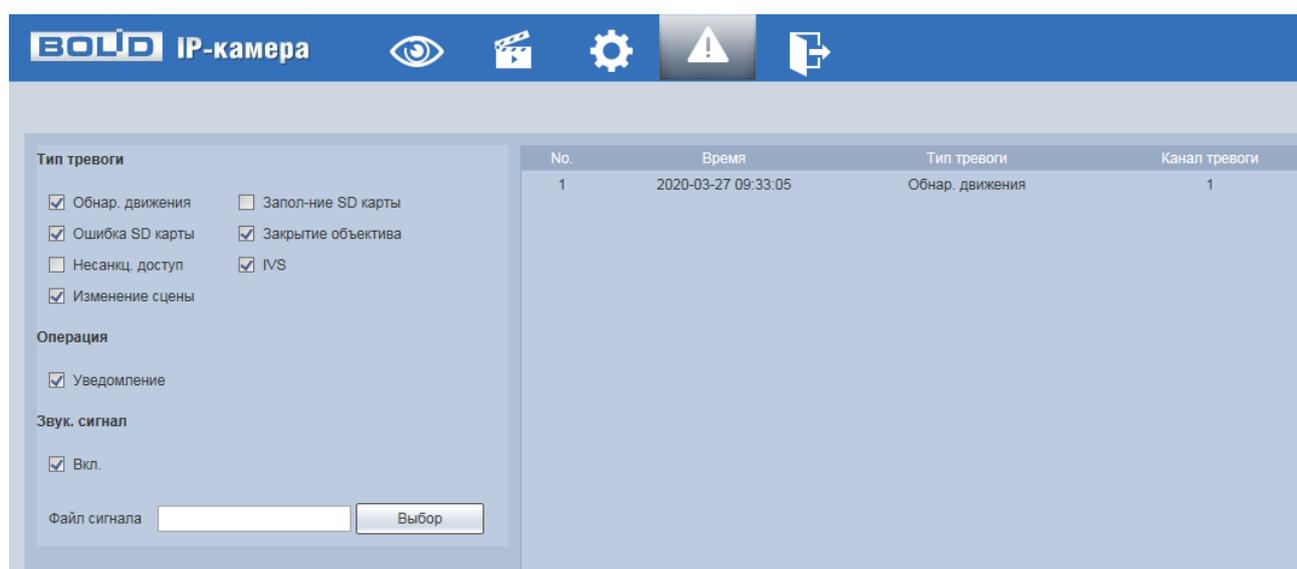 BOLID IP-камера
Тип тревоги
Обнар. движения Запол-ние SD карты
Ошибка SD карты Закрытие объектива
Несанкц. доступ IVS
Изменение сцены
Операция
Уведомление
Звук. сигнал
Вкл.
Файл сигнала Выбор
No. Время Тип тревоги Канал тревоги
1 2020-03-27 09:33:05 Обнар. движения 1